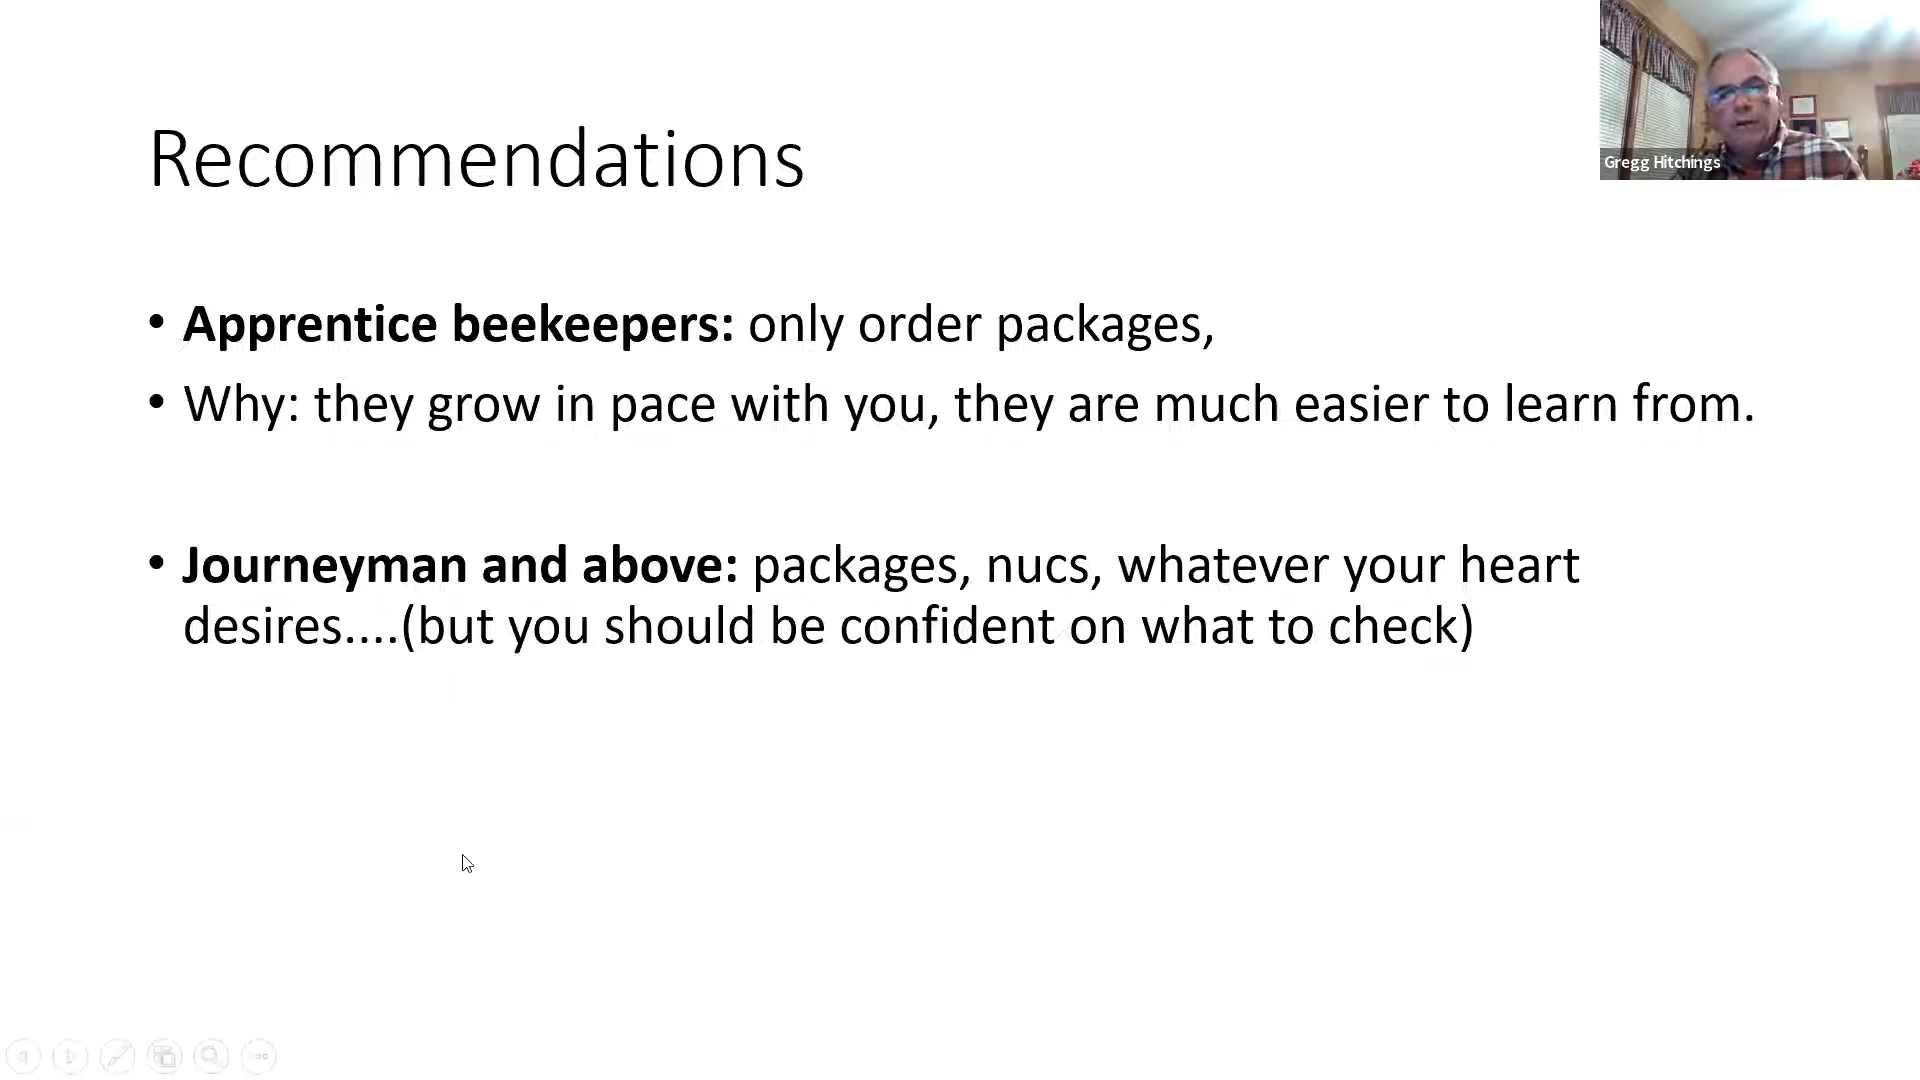 Gregg Hitchings
Recommendations
• Apprentice beekeepers: only order packages,
• Why: they grow in pace with you, they are much easier to learn from.
• Journeyman and above: packages, nucs, whatever your heart
desires....(but you should be confident on what to check)